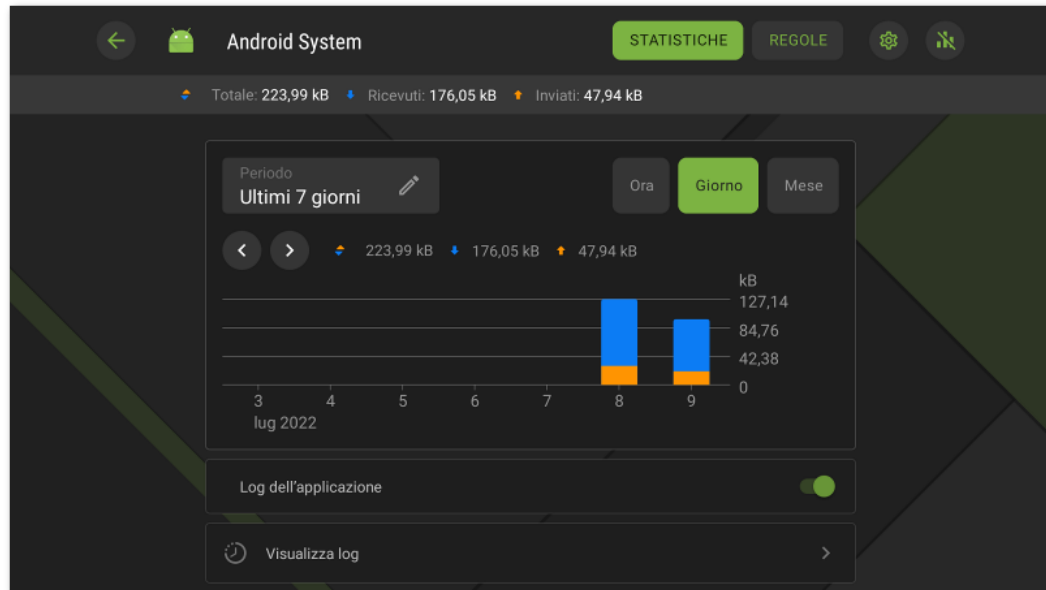 Android System
STATISTICHE
REGOLE
Totale: 223,99 kB Ricevuti: 176,05 kB Inviati: 47,94 kB
Periodo
Ultimi 7 giorni
Ora
Giorno
Mese
223,99 kB 176,05 kB 47,94 kB
kB
127,14
84,76
42,38
0
3 4 5 6 7 8 9
lug 2022
Log dell'applicazione
Visualizza log